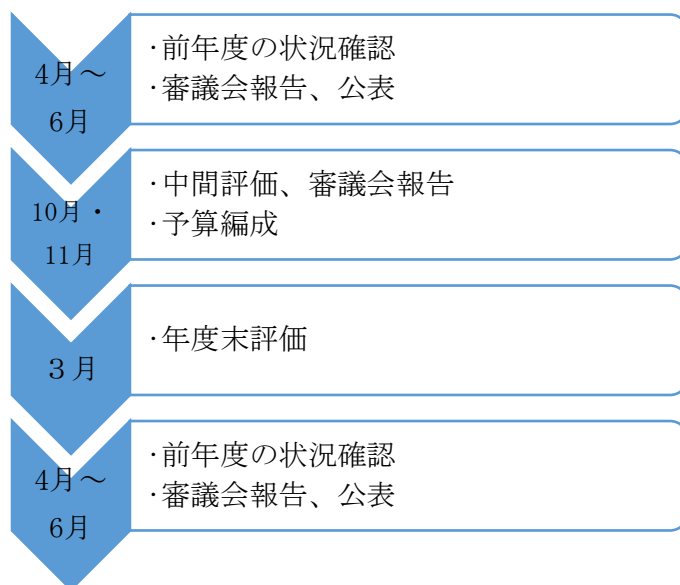 4月～
6月
・前年度の状況確認
・審議会報告、公表
10月・
11月
・中間評価、審議会報告
・予算編成
３月
・年度末評価
4月～
6月
・前年度の状況確認
・審議会報告、公表